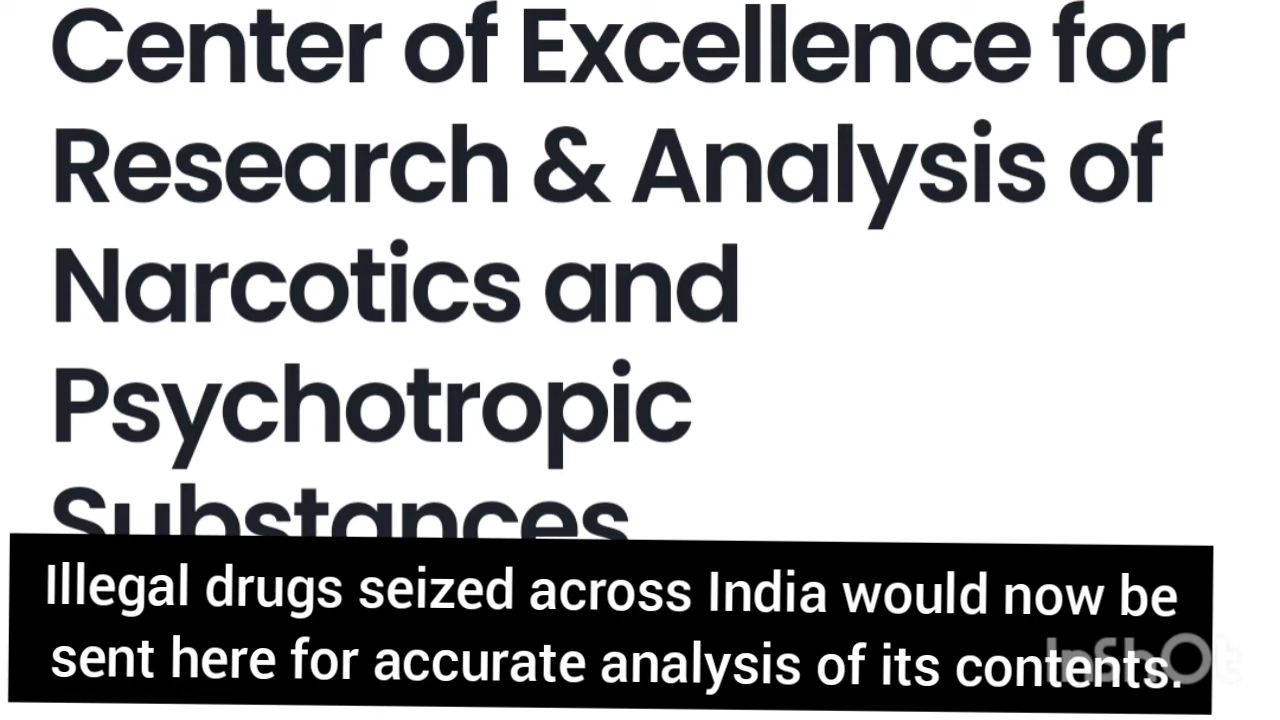 Center of Excellence for
Research & Analysis of
Narcotics and
Psychotropic
Substances
Illegal drugs seized across India would now be
sent here for accurate analysis of its contents.
InShOt